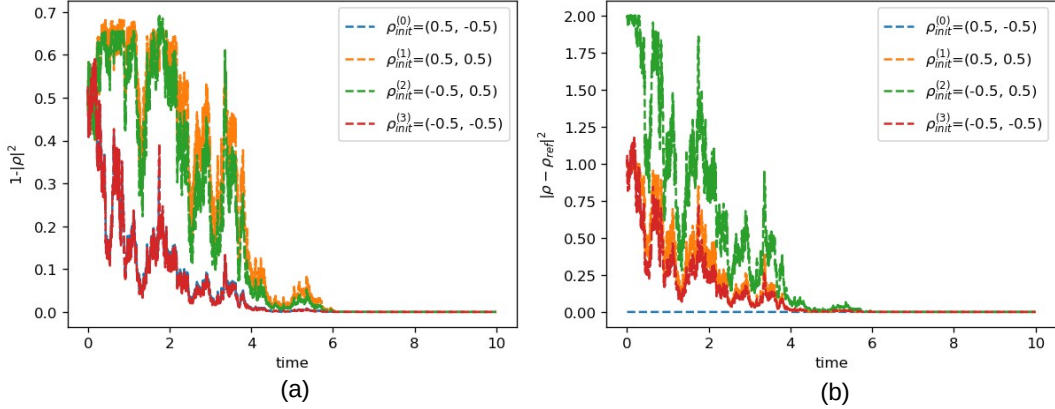 0.7
0.6
0.5
0.4
0.3
0.2
0.1
0.0
1-|ρ|²
0 2 4 6 8 10
time
ρ_init^(0)=(0.5, -0.5)
ρ_init^(1)=(0.5, 0.5)
ρ_init^(2)=(-0.5, 0.5)
ρ_init^(3)=(-0.5, -0.5)
(a)
2.00
1.75
1.50
1.25
1.00
0.75
0.50
0.25
0.00
|ρ − ρ_ref|²
0 2 4 6 8 10
time
ρ_init^(0)=(0.5, -0.5)
ρ_init^(1)=(0.5, 0.5)
ρ_init^(2)=(-0.5, 0.5)
ρ_init^(3)=(-0.5, -0.5)
(b)